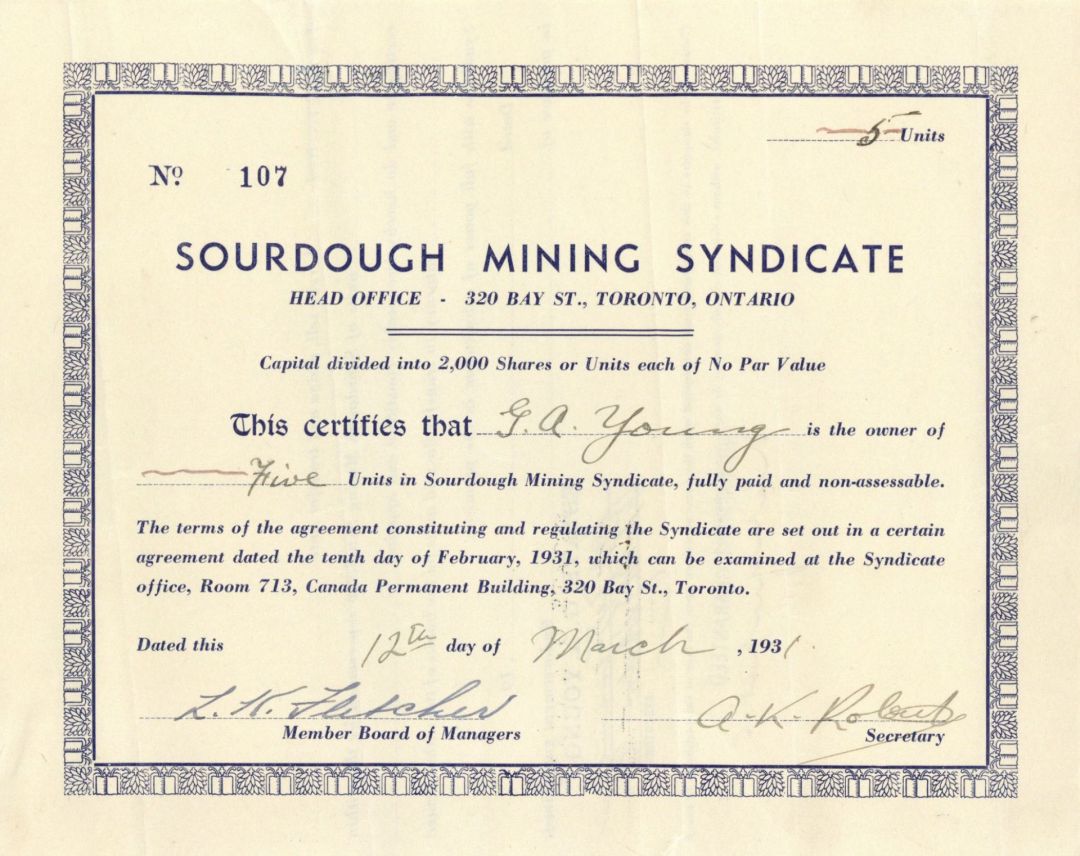 5 Units
No 107
SOURDOUGH MINING SYNDICATE
HEAD OFFICE - 320 BAY ST., TORONTO, ONTARIO
Capital divided into 2,000 Shares or Units each of No Par Value
This certifies that G. A. Young is the owner of
Five Units in Sourdough Mining Syndicate, fully paid and non-assessable.
The terms of the agreement constituting and regulating the Syndicate are set out in a certain
agreement dated the tenth day of February, 1931, which can be examined at the Syndicate
office, Room 713, Canada Permanent Building, 320 Bay St., Toronto.
Dated this 12th day of March , 1931.
L. K. Fletcher A. K. Roberts
Member Board of Managers Secretary